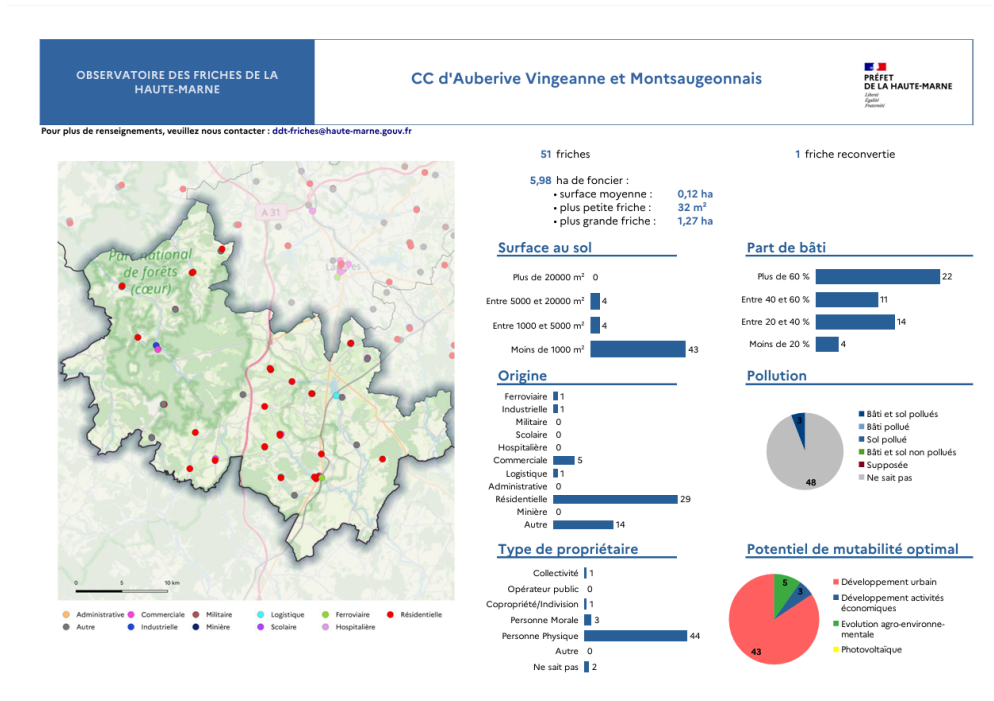 OBSERVATOIRE DES FRICHES DE LA
HAUTE-MARNE
CC d'Auberive Vingeanne et Montsaugeonnais
PRÉFET
DE LA HAUTE-MARNE
Liberté
Égalité
Fraternité
Pour plus de renseignements, veuillez nous contacter : ddt-friches@haute-marne.gouv.fr
A 31
Parc national
de forêts
(cœur)
0 5 10 km
Administrative Commerciale Militaire Logistique Ferroviaire Résidentielle
Autre Industrielle Minière Scolaire Hospitalière
51 friches
1 friche reconvertie
5,98 ha de foncier :
• surface moyenne : 0,12 ha
• plus petite friche : 32 m²
• plus grande friche : 1,27 ha
Surface au sol
Plus de 20000 m² 0
Entre 5000 et 20000 m² 4
Entre 1000 et 5000 m² 4
Moins de 1000 m² 43
Part de bâti
Plus de 60 % 22
Entre 40 et 60 % 11
Entre 20 et 40 % 14
Moins de 20 % 4
Origine
Ferroviaire 1
Industrielle 1
Militaire 0
Scolaire 0
Hospitalière 0
Commerciale 5
Logistique 1
Administrative 0
Résidentielle 29
Minière 0
Autre 14
Pollution
3
48
Bâti et sol pollués
Bâti pollué
Sol pollué
Bâti et sol non pollués
Supposée
Ne sait pas
Type de propriétaire
Collectivité 1
Opérateur public 0
Copropriété/Indivision 1
Personne Morale 3
Personne Physique 44
Autre 0
Ne sait pas 2
Potentiel de mutabilité optimal
5
3
43
Développement urbain
Développement activités
économiques
Evolution agro-environne-
mentale
Photovoltaïque